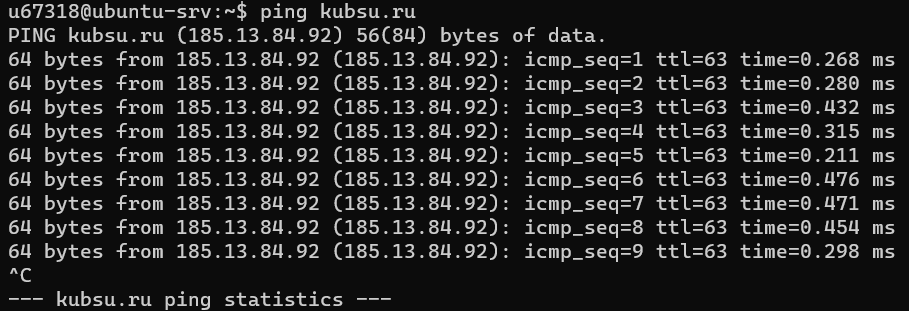 u67318@ubuntu-srv:~$ ping kubsu.ru
PING kubsu.ru (185.13.84.92) 56(84) bytes of data.
64 bytes from 185.13.84.92 (185.13.84.92): icmp_seq=1 ttl=63 time=0.268 ms
64 bytes from 185.13.84.92 (185.13.84.92): icmp_seq=2 ttl=63 time=0.280 ms
64 bytes from 185.13.84.92 (185.13.84.92): icmp_seq=3 ttl=63 time=0.432 ms
64 bytes from 185.13.84.92 (185.13.84.92): icmp_seq=4 ttl=63 time=0.315 ms
64 bytes from 185.13.84.92 (185.13.84.92): icmp_seq=5 ttl=63 time=0.211 ms
64 bytes from 185.13.84.92 (185.13.84.92): icmp_seq=6 ttl=63 time=0.476 ms
64 bytes from 185.13.84.92 (185.13.84.92): icmp_seq=7 ttl=63 time=0.471 ms
64 bytes from 185.13.84.92 (185.13.84.92): icmp_seq=8 ttl=63 time=0.454 ms
64 bytes from 185.13.84.92 (185.13.84.92): icmp_seq=9 ttl=63 time=0.298 ms
^C
--- kubsu.ru ping statistics ---